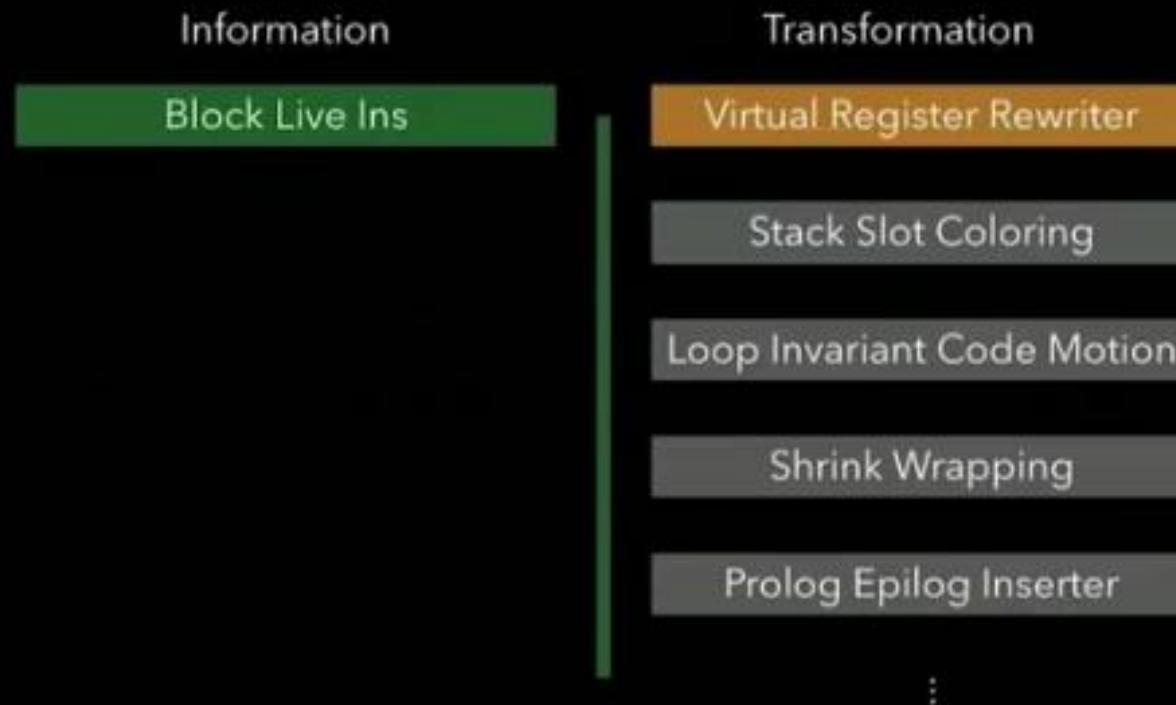 Information
Transformation
Block Live Ins
Virtual Register Rewriter
Stack Slot Coloring
Loop Invariant Code Motion
Shrink Wrapping
Prolog Epilog Inserter